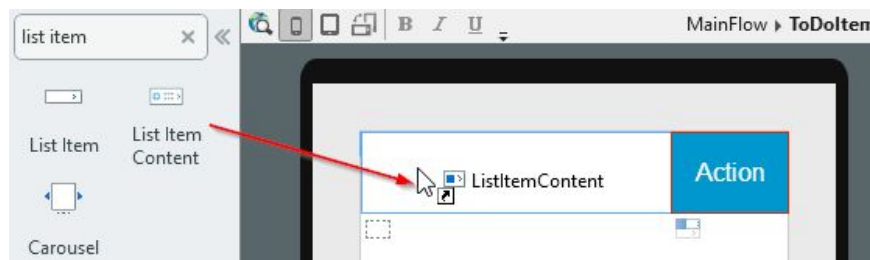 list item
B I U
MainFlow ToDoItem
List Item
List Item
Content
ListItemContent
Action
Carousel